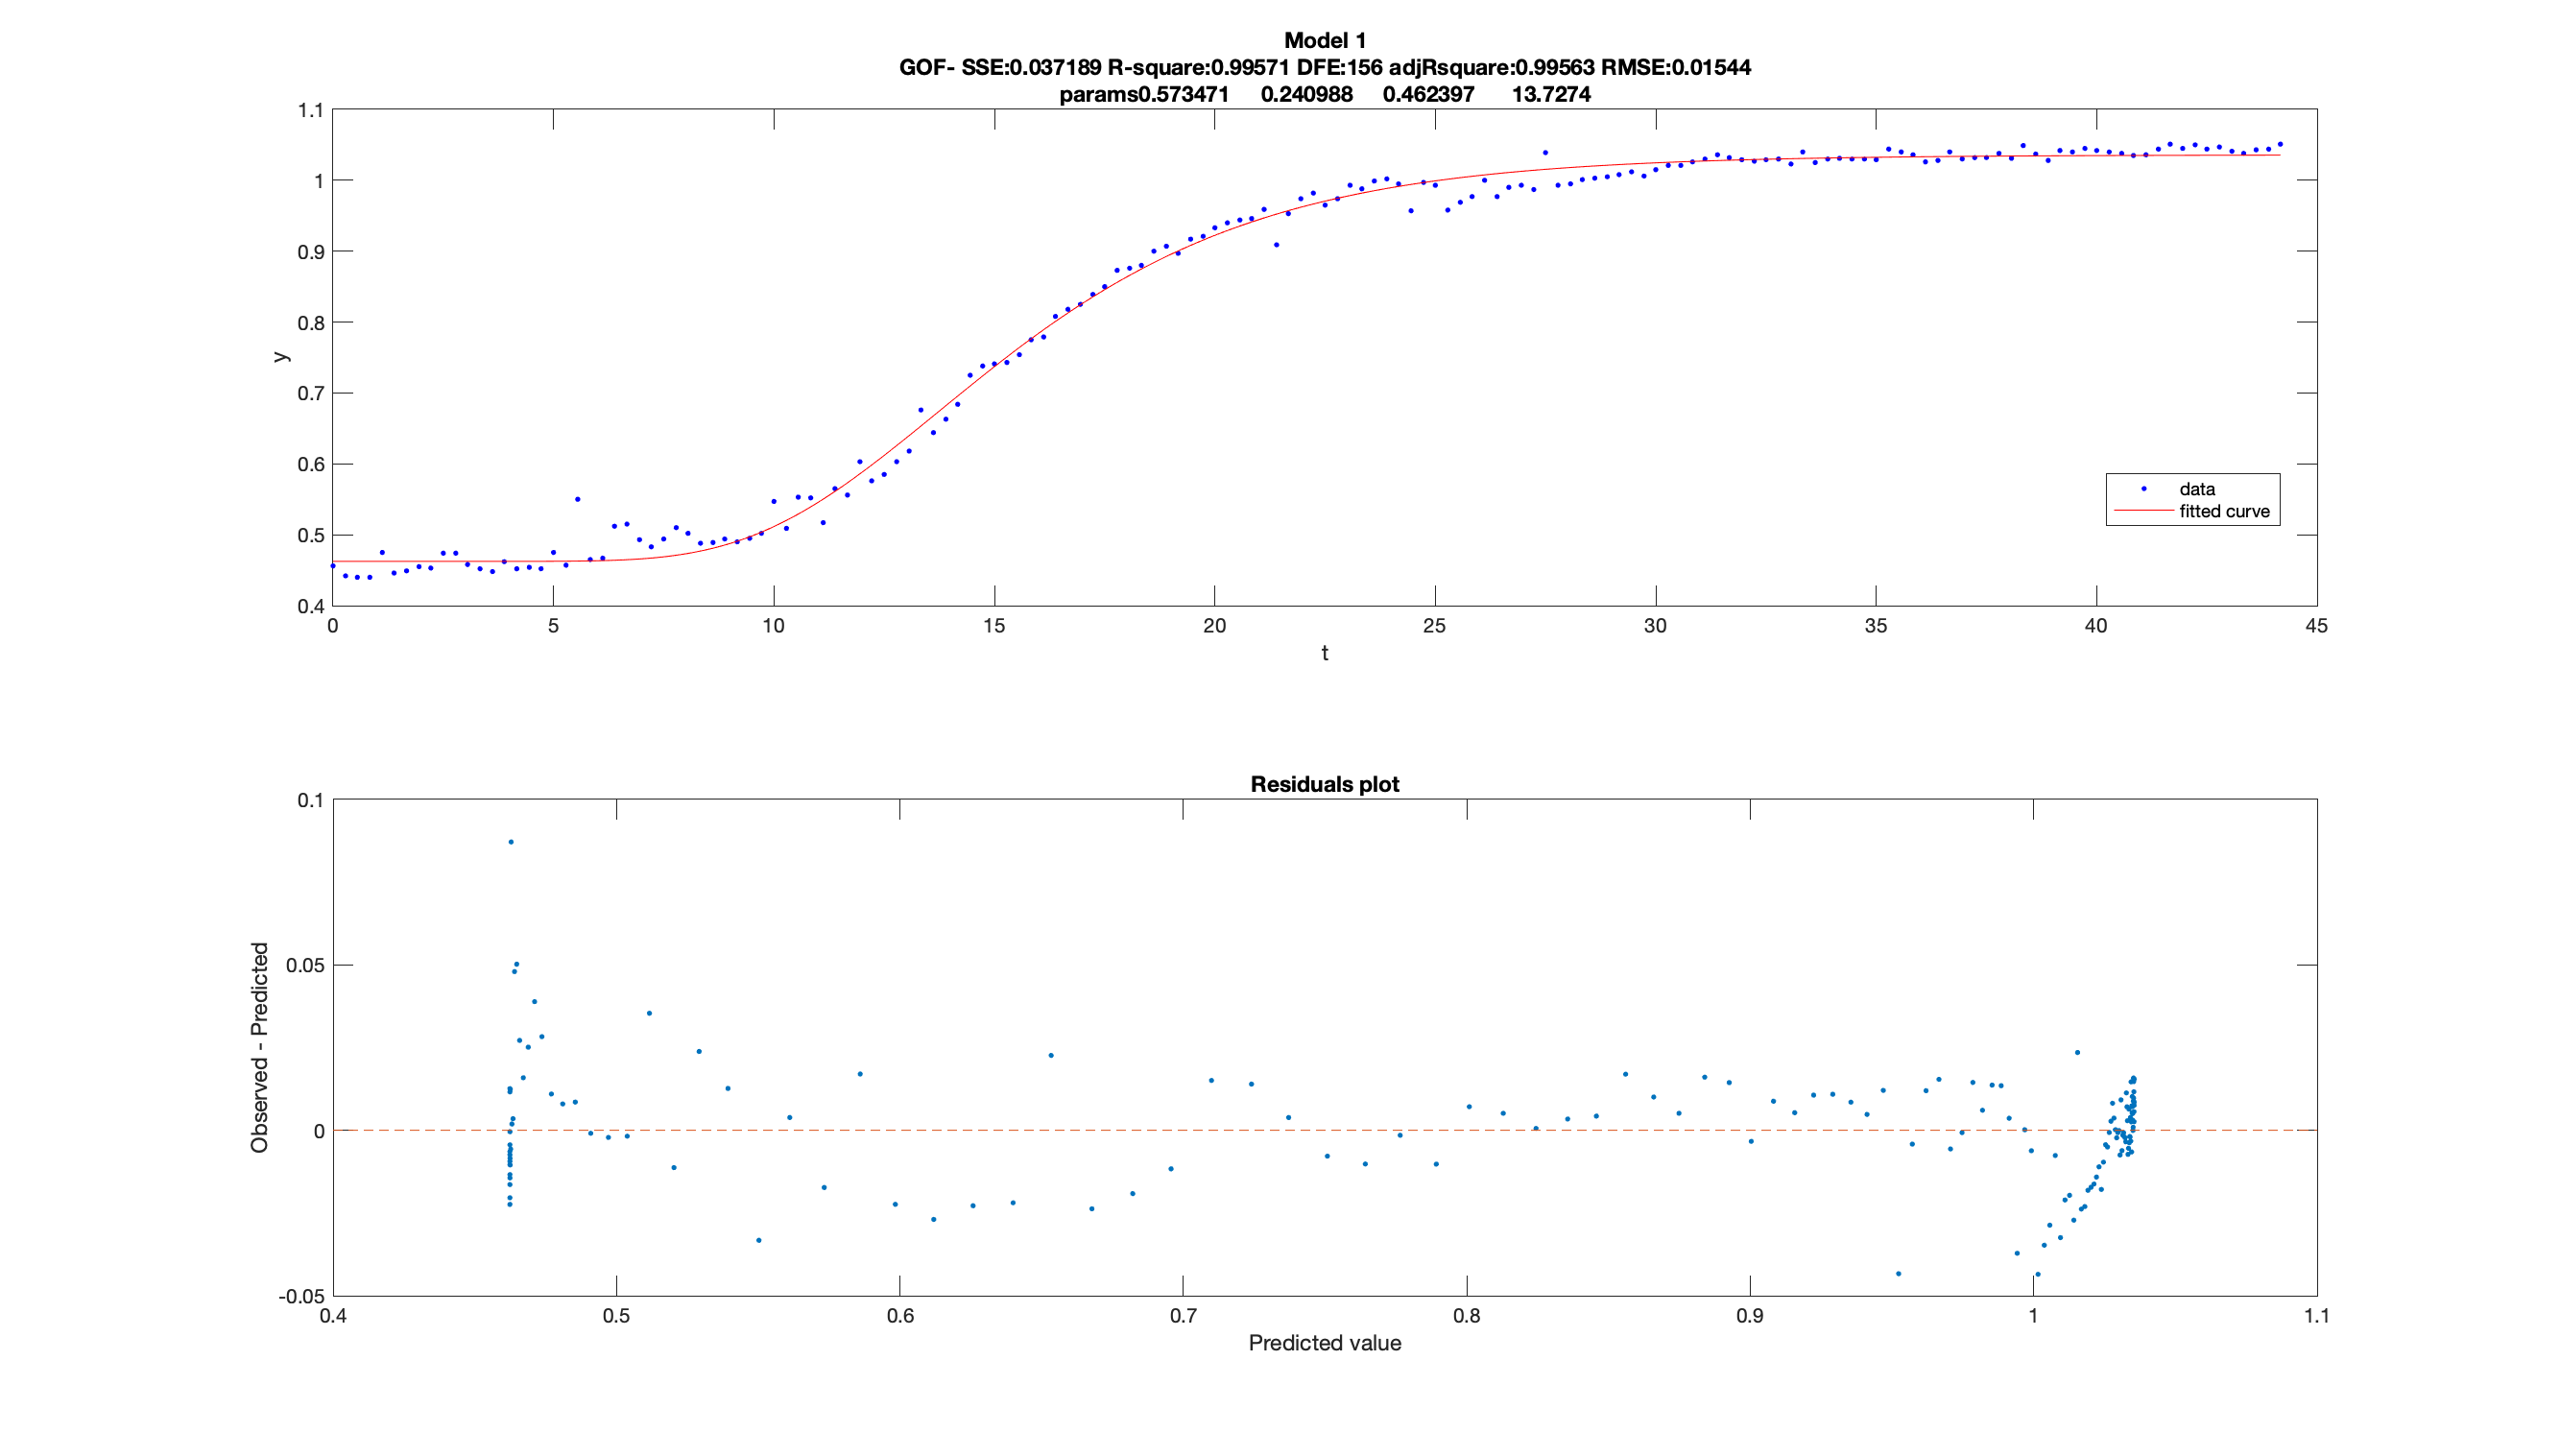 Model 1
GOF- SSE:0.037189 R-square:0.99571 DFE:156 adjRsquare:0.99563 RMSE:0.01544
params0.573471 0.240988 0.462397 13.7274
1.1
1
0.9
0.8
0.7
0.6
0.5
0.4
y
data
fitted curve
0 5 10 15 20 25 30 35 40 45
t
Residuals plot
0.1
0.05
0
-0.05
Observed - Predicted
0.4 0.5 0.6 0.7 0.8 0.9 1 1.1
Predicted value